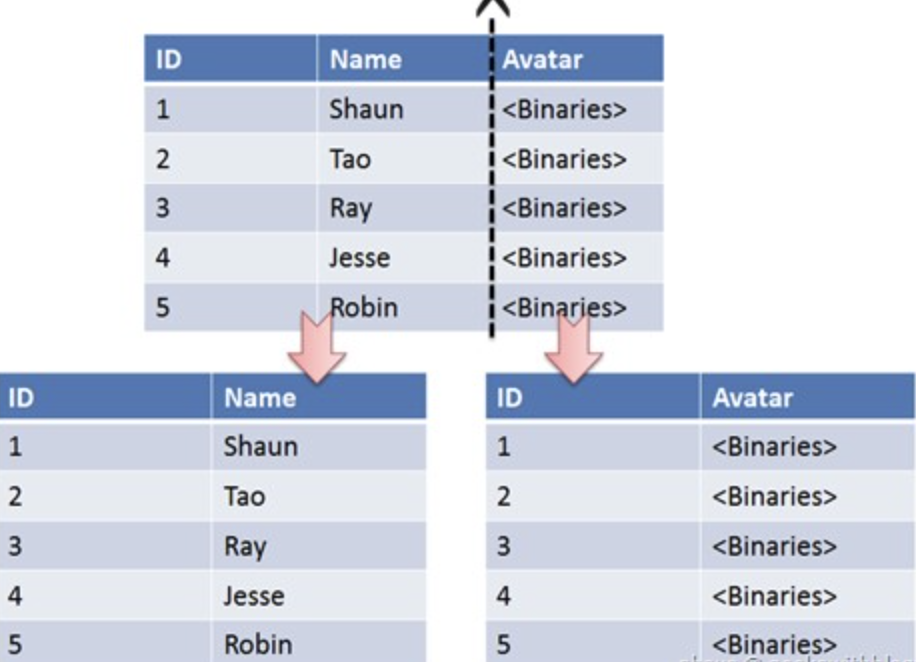 ID Name Avatar
1 Shaun <Binaries>
2 Tao <Binaries>
3 Ray <Binaries>
4 Jesse <Binaries>
5 Robin <Binaries>
ID Name
1 Shaun
2 Tao
3 Ray
4 Jesse
5 Robin
ID Avatar
1 <Binaries>
2 <Binaries>
3 <Binaries>
4 <Binaries>
5 <Binaries>